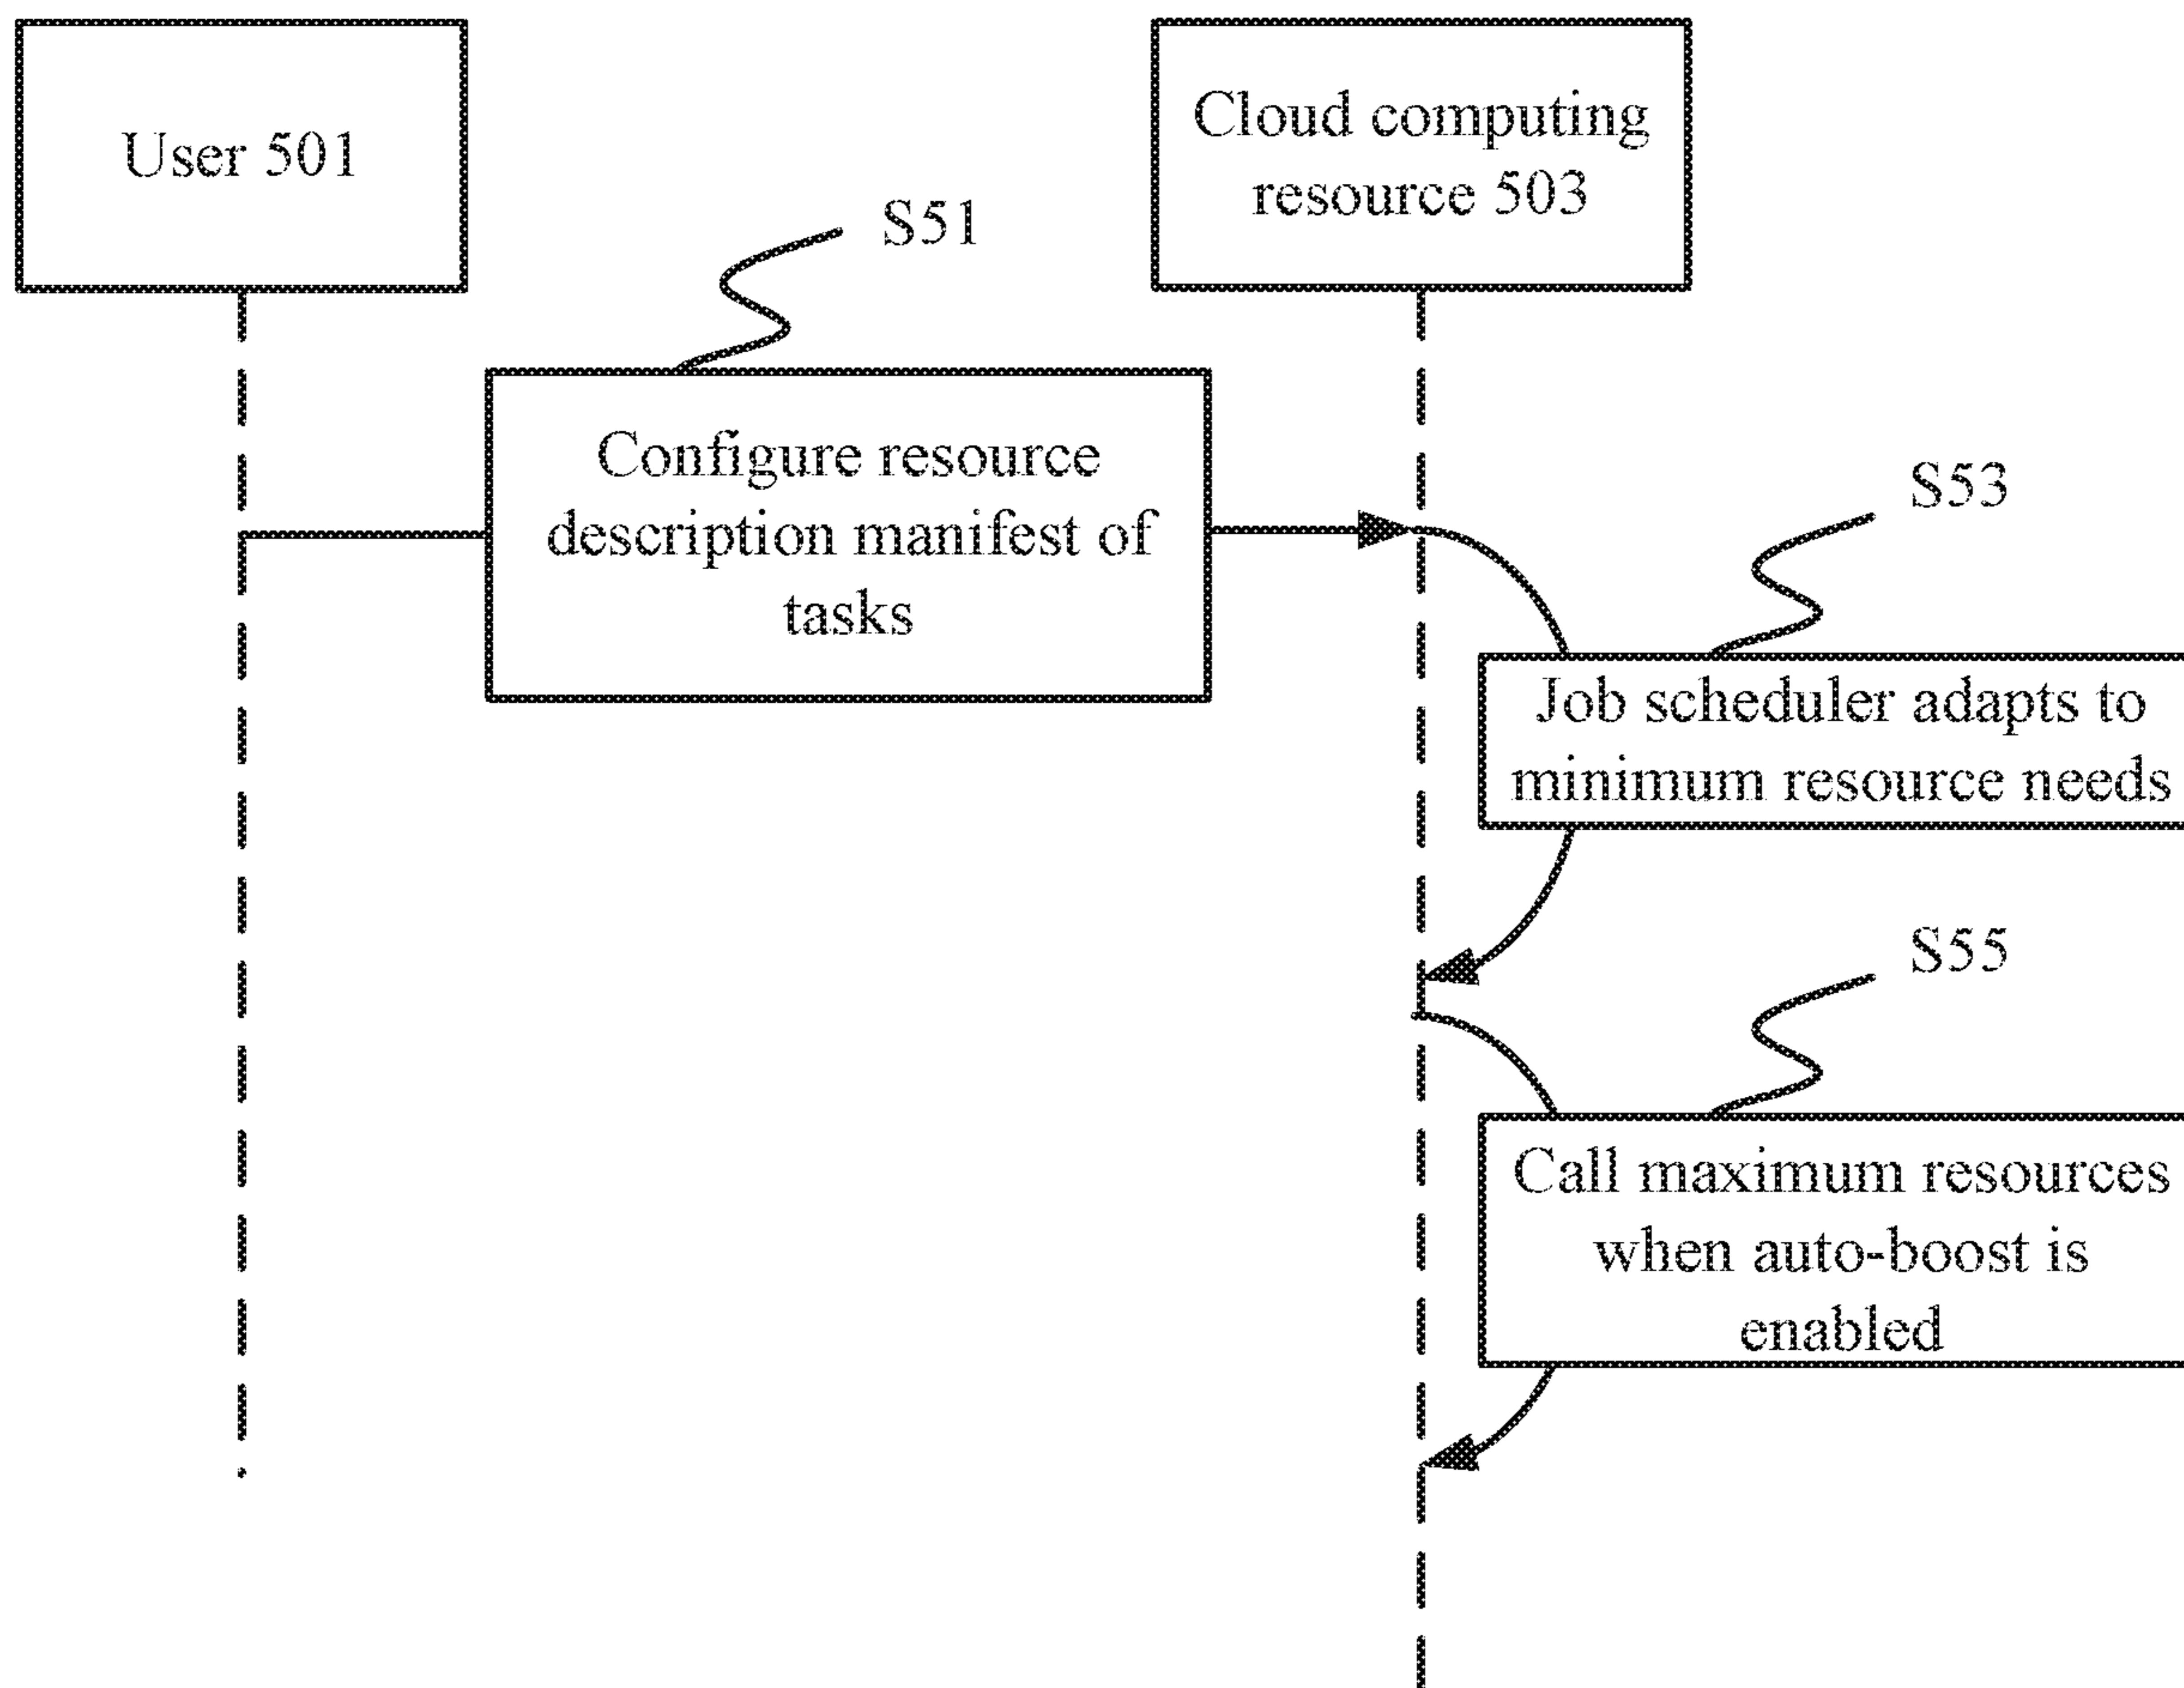 User 501
Cloud computing
resource 503
S51
Configure resource
description manifest of
tasks
S53
Job scheduler adapts to
minimum resource needs
S55
Call maximum resources
when auto-boost is
enabled